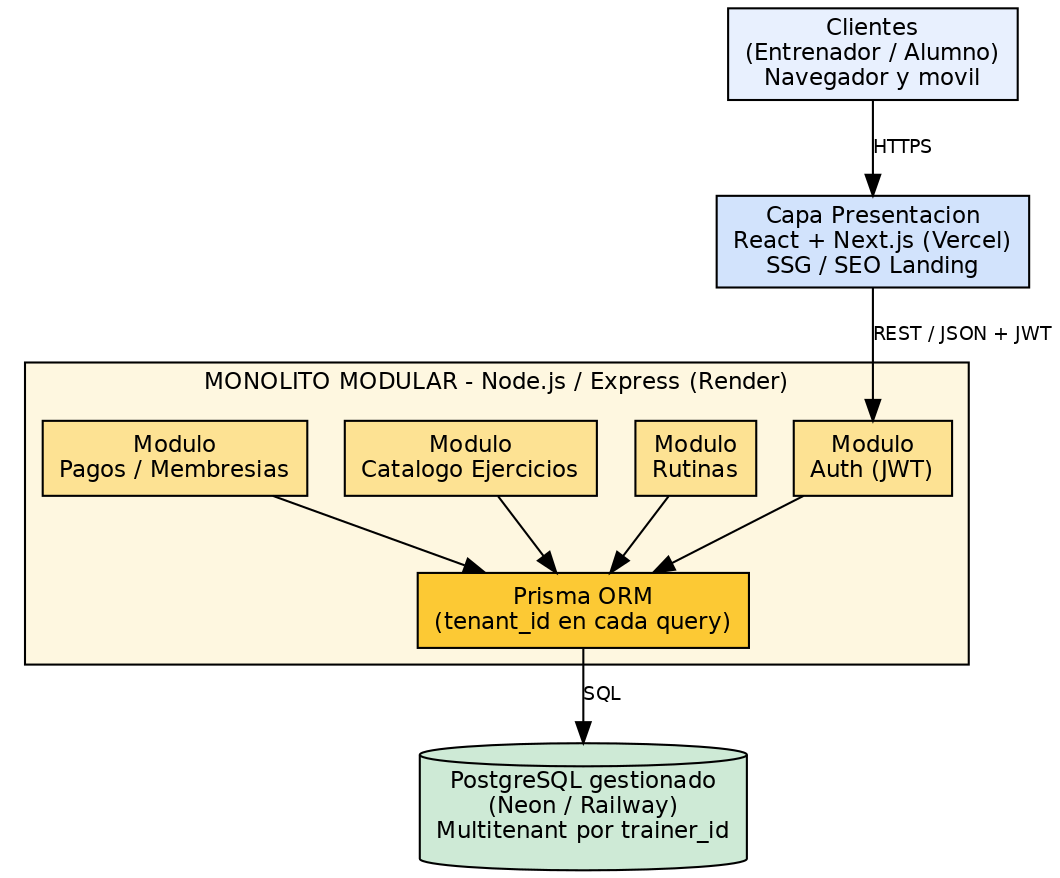 Clientes
(Entrenador / Alumno)
Navegador y movil
HTTPS
Capa Presentacion
React + Next.js (Vercel)
SSG / SEO Landing
REST / JSON + JWT
MONOLITO MODULAR - Node.js / Express (Render)
Modulo
Pagos / Membresias
Modulo
Catalogo Ejercicios
Modulo
Rutinas
Modulo
Auth (JWT)
Prisma ORM
(tenant_id en cada query)
SQL
PostgreSQL gestionado
(Neon / Railway)
Multitenant por trainer_id